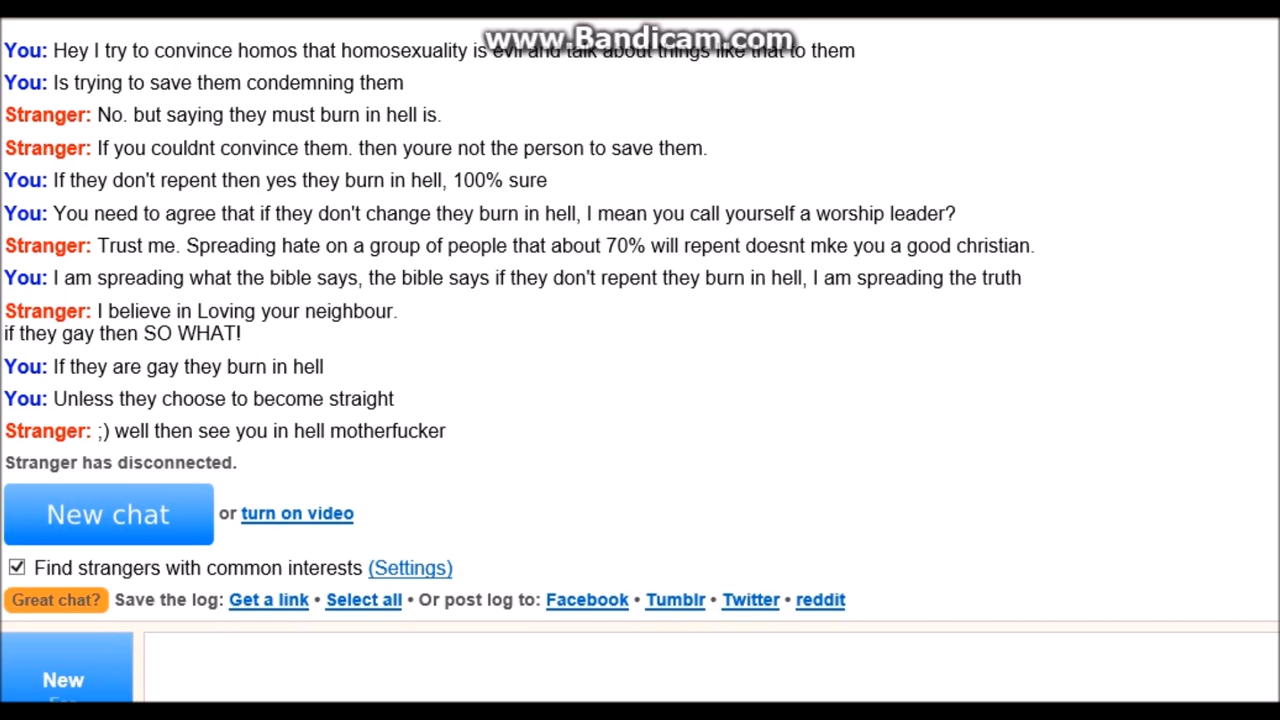 www.Bandicam.com
You: Hey I try to convince homos that homosexuality is evil and talk about things like that to them
You: Is trying to save them condemning them
Stranger: No. but saying they must burn in hell is.
Stranger: If you couldnt convince them. then youre not the person to save them.
You: If they don't repent then yes they burn in hell, 100% sure
You: You need to agree that if they don't change they burn in hell, I mean you call yourself a worship leader?
Stranger: Trust me. Spreading hate on a group of people that about 70% will repent doesnt mke you a good christian.
You: I am spreading what the bible says, the bible says if they don't repent they burn in hell, I am spreading the truth
Stranger: I believe in Loving your neighbour.
if they gay then SO WHAT!
You: If they are gay they burn in hell
You: Unless they choose to become straight
Stranger: ;) well then see you in hell motherfucker
Stranger has disconnected.
New chat or turn on video
Find strangers with common interests (Settings)
Great chat? Save the log: Get a link • Select all • Or post log to: Facebook • Tumblr • Twitter • reddit
New